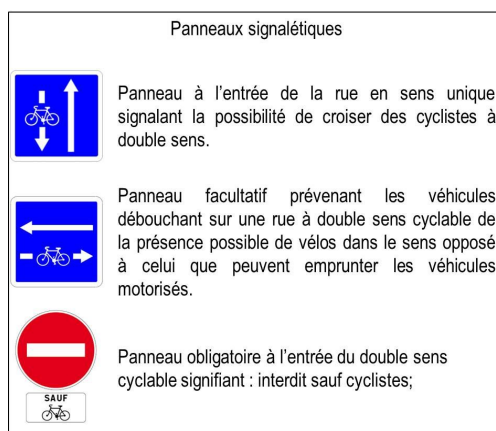 Panneaux signalétiques
Panneau à l'entrée de la rue en sens unique
signalant la possibilité de croiser des cyclistes à
double sens.
Panneau facultatif prévenant les véhicules
débouchant sur une rue à double sens cyclable de
la présence possible de vélos dans le sens opposé
à celui que peuvent emprunter les véhicules
motorisés.
Panneau obligatoire à l'entrée du double sens
cyclable signifiant : interdit sauf cyclistes;
SAUF